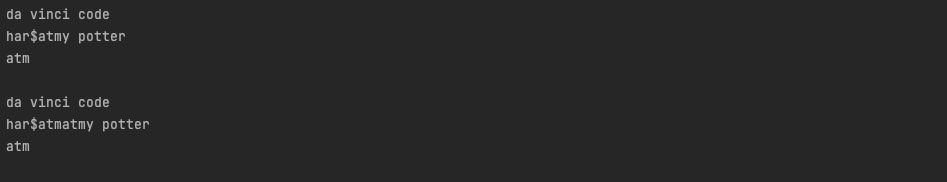 da vinci code
har$atmy potter
atm
da vinci code
har$atmatmy potter
atm